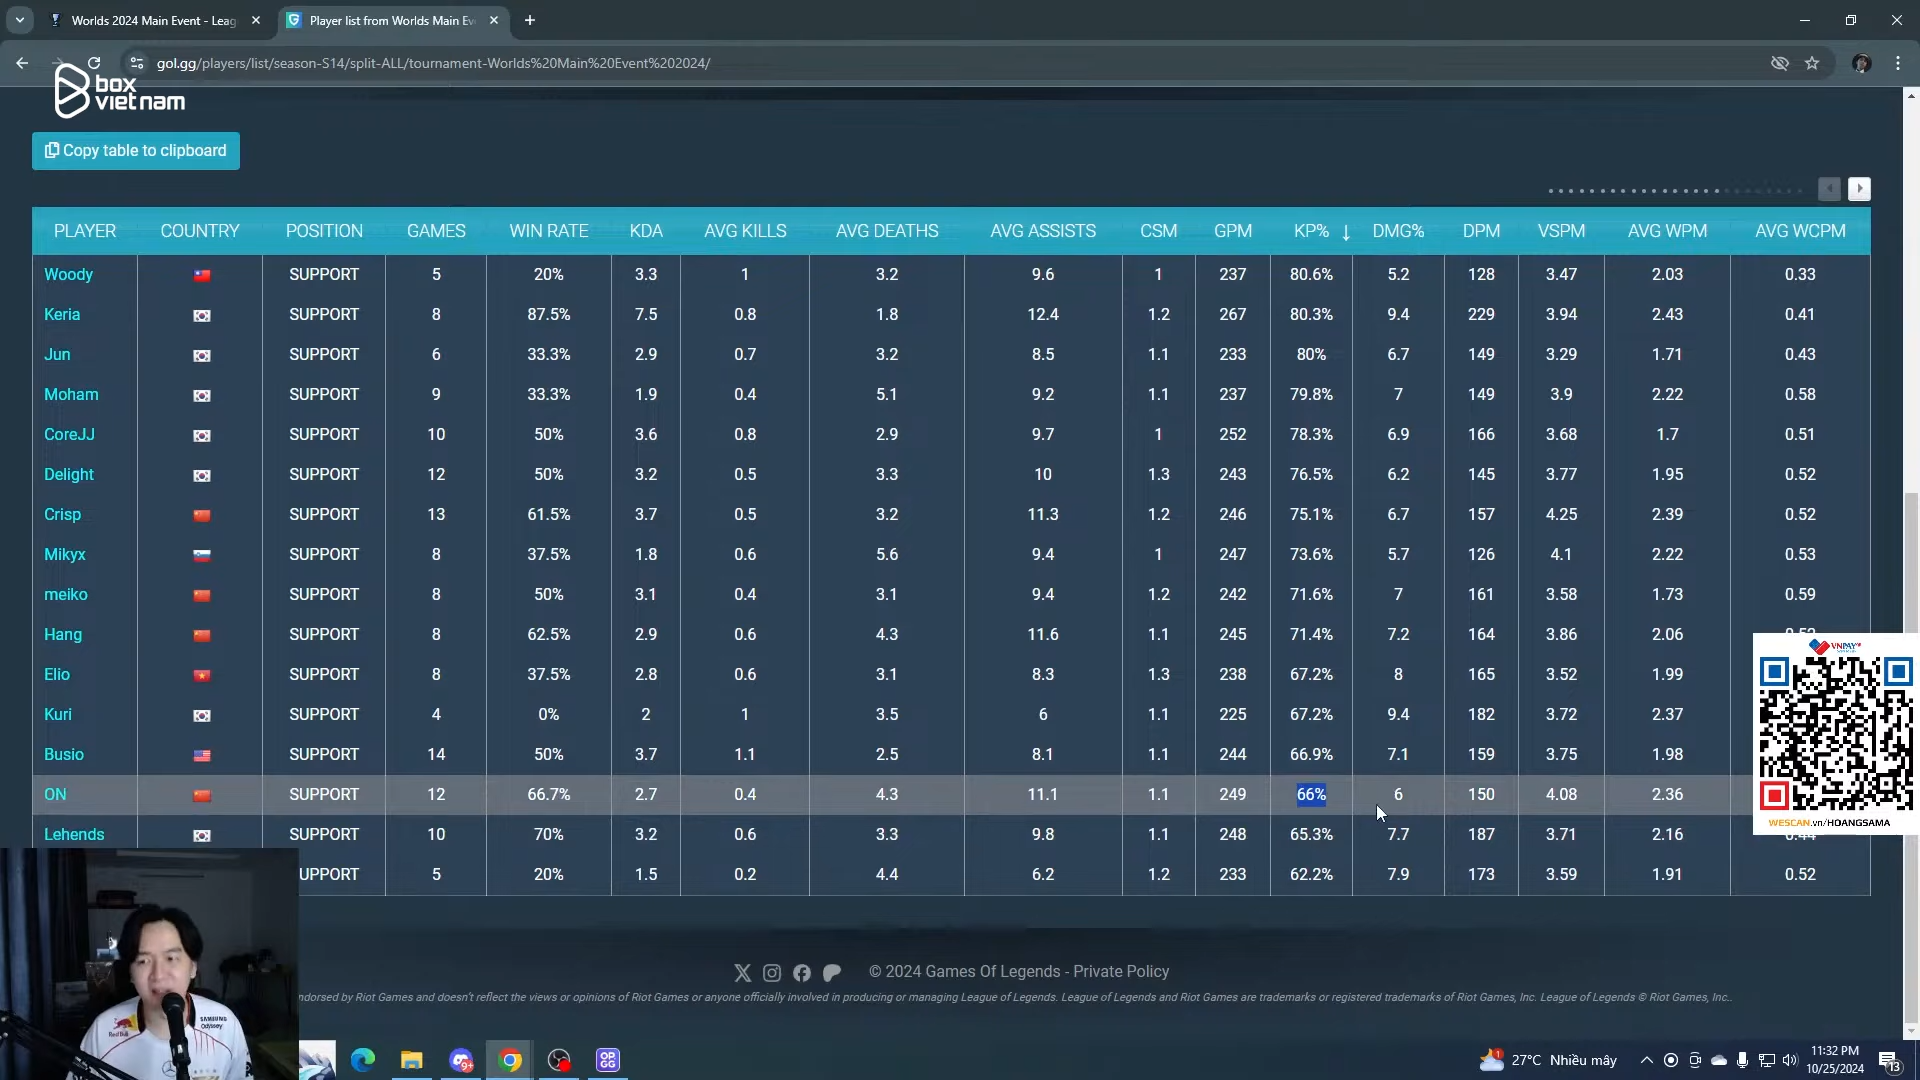 Worlds 2024 Main Event - Leag
Player list from Worlds Main Ev
gol.gg/players/list/season-S14/split-ALL/tournament-Worlds%20Main%20Event%202024/
box
việt nam
Copy table to clipboard
PLAYER COUNTRY POSITION GAMES WIN RATE KDA AVG KILLS AVG DEATHS AVG ASSISTS CSM GPM KP% ↓ DMG% DPM VSPM AVG WPM AVG WCPM
Woody SUPPORT 5 20% 3.3 1 3.2 9.6 1 237 80.6% 5.2 128 3.47 2.03 0.33
Keria SUPPORT 8 87.5% 7.5 0.8 1.8 12.4 1.2 267 80.3% 9.4 229 3.94 2.43 0.41
Jun SUPPORT 6 33.3% 2.9 0.7 3.2 8.5 1.1 233 80% 6.7 149 3.29 1.71 0.43
Moham SUPPORT 9 33.3% 1.9 0.4 5.1 9.2 1.1 237 79.8% 7 149 3.9 2.22 0.58
CoreJJ SUPPORT 10 50% 3.6 0.8 2.9 9.7 1 252 78.3% 6.9 166 3.68 1.7 0.51
Delight SUPPORT 12 50% 3.2 0.5 3.3 10 1.3 243 76.5% 6.2 145 3.77 1.95 0.52
Crisp SUPPORT 13 61.5% 3.7 0.5 3.2 11.3 1.2 246 75.1% 6.7 157 4.25 2.39 0.52
Mikyx SUPPORT 8 37.5% 1.8 0.6 5.6 9.4 1 247 73.6% 5.7 126 4.1 2.22 0.53
meiko SUPPORT 8 50% 3.1 0.4 3.1 9.4 1.2 242 71.6% 7 161 3.58 1.73 0.59
Hang SUPPORT 8 62.5% 2.9 0.6 4.3 11.6 1.1 245 71.4% 7.2 164 3.86 2.06
Elio SUPPORT 8 37.5% 2.8 0.6 3.1 8.3 1.3 238 67.2% 8 165 3.52 1.99
Kuri SUPPORT 4 0% 2 1 3.5 6 1.1 225 67.2% 9.4 182 3.72 2.37
Busio SUPPORT 14 50% 3.7 1.1 2.5 8.1 1.1 244 66.9% 7.1 159 3.75 1.98
ON SUPPORT 12 66.7% 2.7 0.4 4.3 11.1 1.1 249 66% 6 150 4.08 2.36
Lehends SUPPORT 10 70% 3.2 0.6 3.3 9.8 1.1 248 65.3% 7.7 187 3.71 2.16
UPPORT 5 20% 1.5 0.2 4.4 6.2 1.2 233 62.2% 7.9 173 3.59 1.91 0.52
VNPAY
WESCAN.vn/HOANGSAMA
© 2024 Games Of Legends - Private Policy
ndorsed by Riot Games and doesn't reflect the views or opinions of Riot Games or anyone officially involved in producing or managing League of Legends. League of Legends and Riot Games are trademarks or registered trademarks of Riot Games, Inc. League of Legends © Riot Games, Inc..
Red Bull
SAMSUNG
Odyssey
9+
OP
GG
1
27°C Nhiều mây
11:32 PM
10/25/2024
13